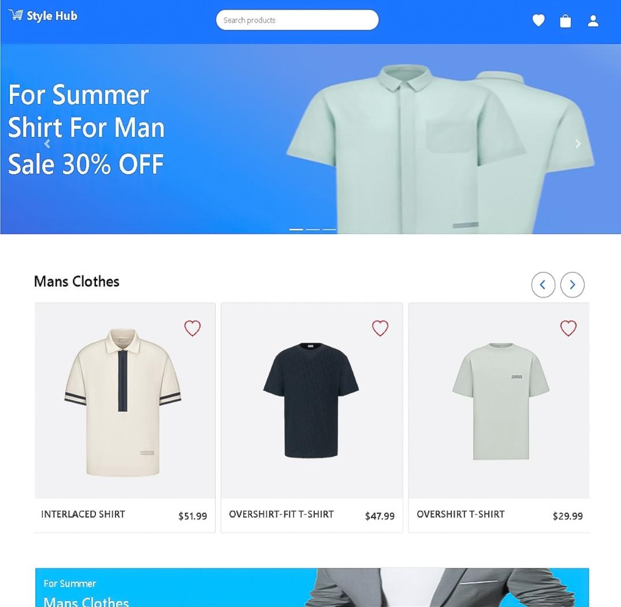 Style Hub
Search products
For Summer
Shirt For Man
Sale 30% OFF
Mans Clothes
INTERLACED SHIRT
$51.99
OVERSHIRT-FIT T-SHIRT
$47.99
OVERSHIRT T-SHIRT
$29.99
For Summer
Mans Clothes